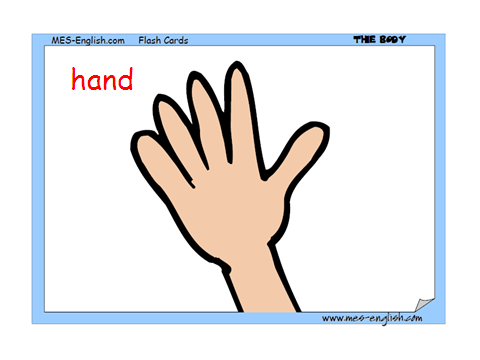 MES-English.com Flash Cards THE BODY
hand
www.mes-english.com